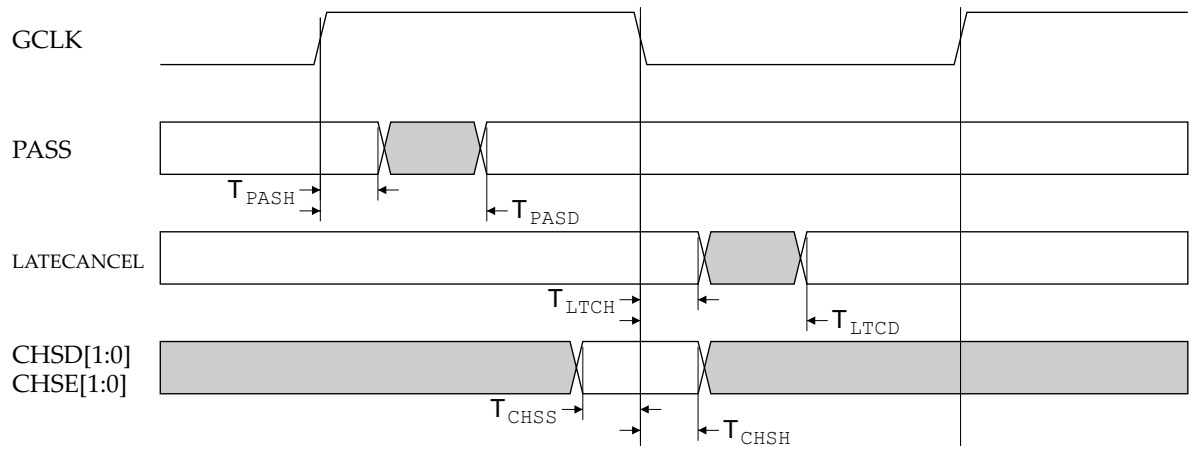 GCLK
PASS
TPASH
TPASD
LATECANCEL
TLTCH
TLTCD
CHSD[1:0]
CHSE[1:0]
TCHSS
TCHSH